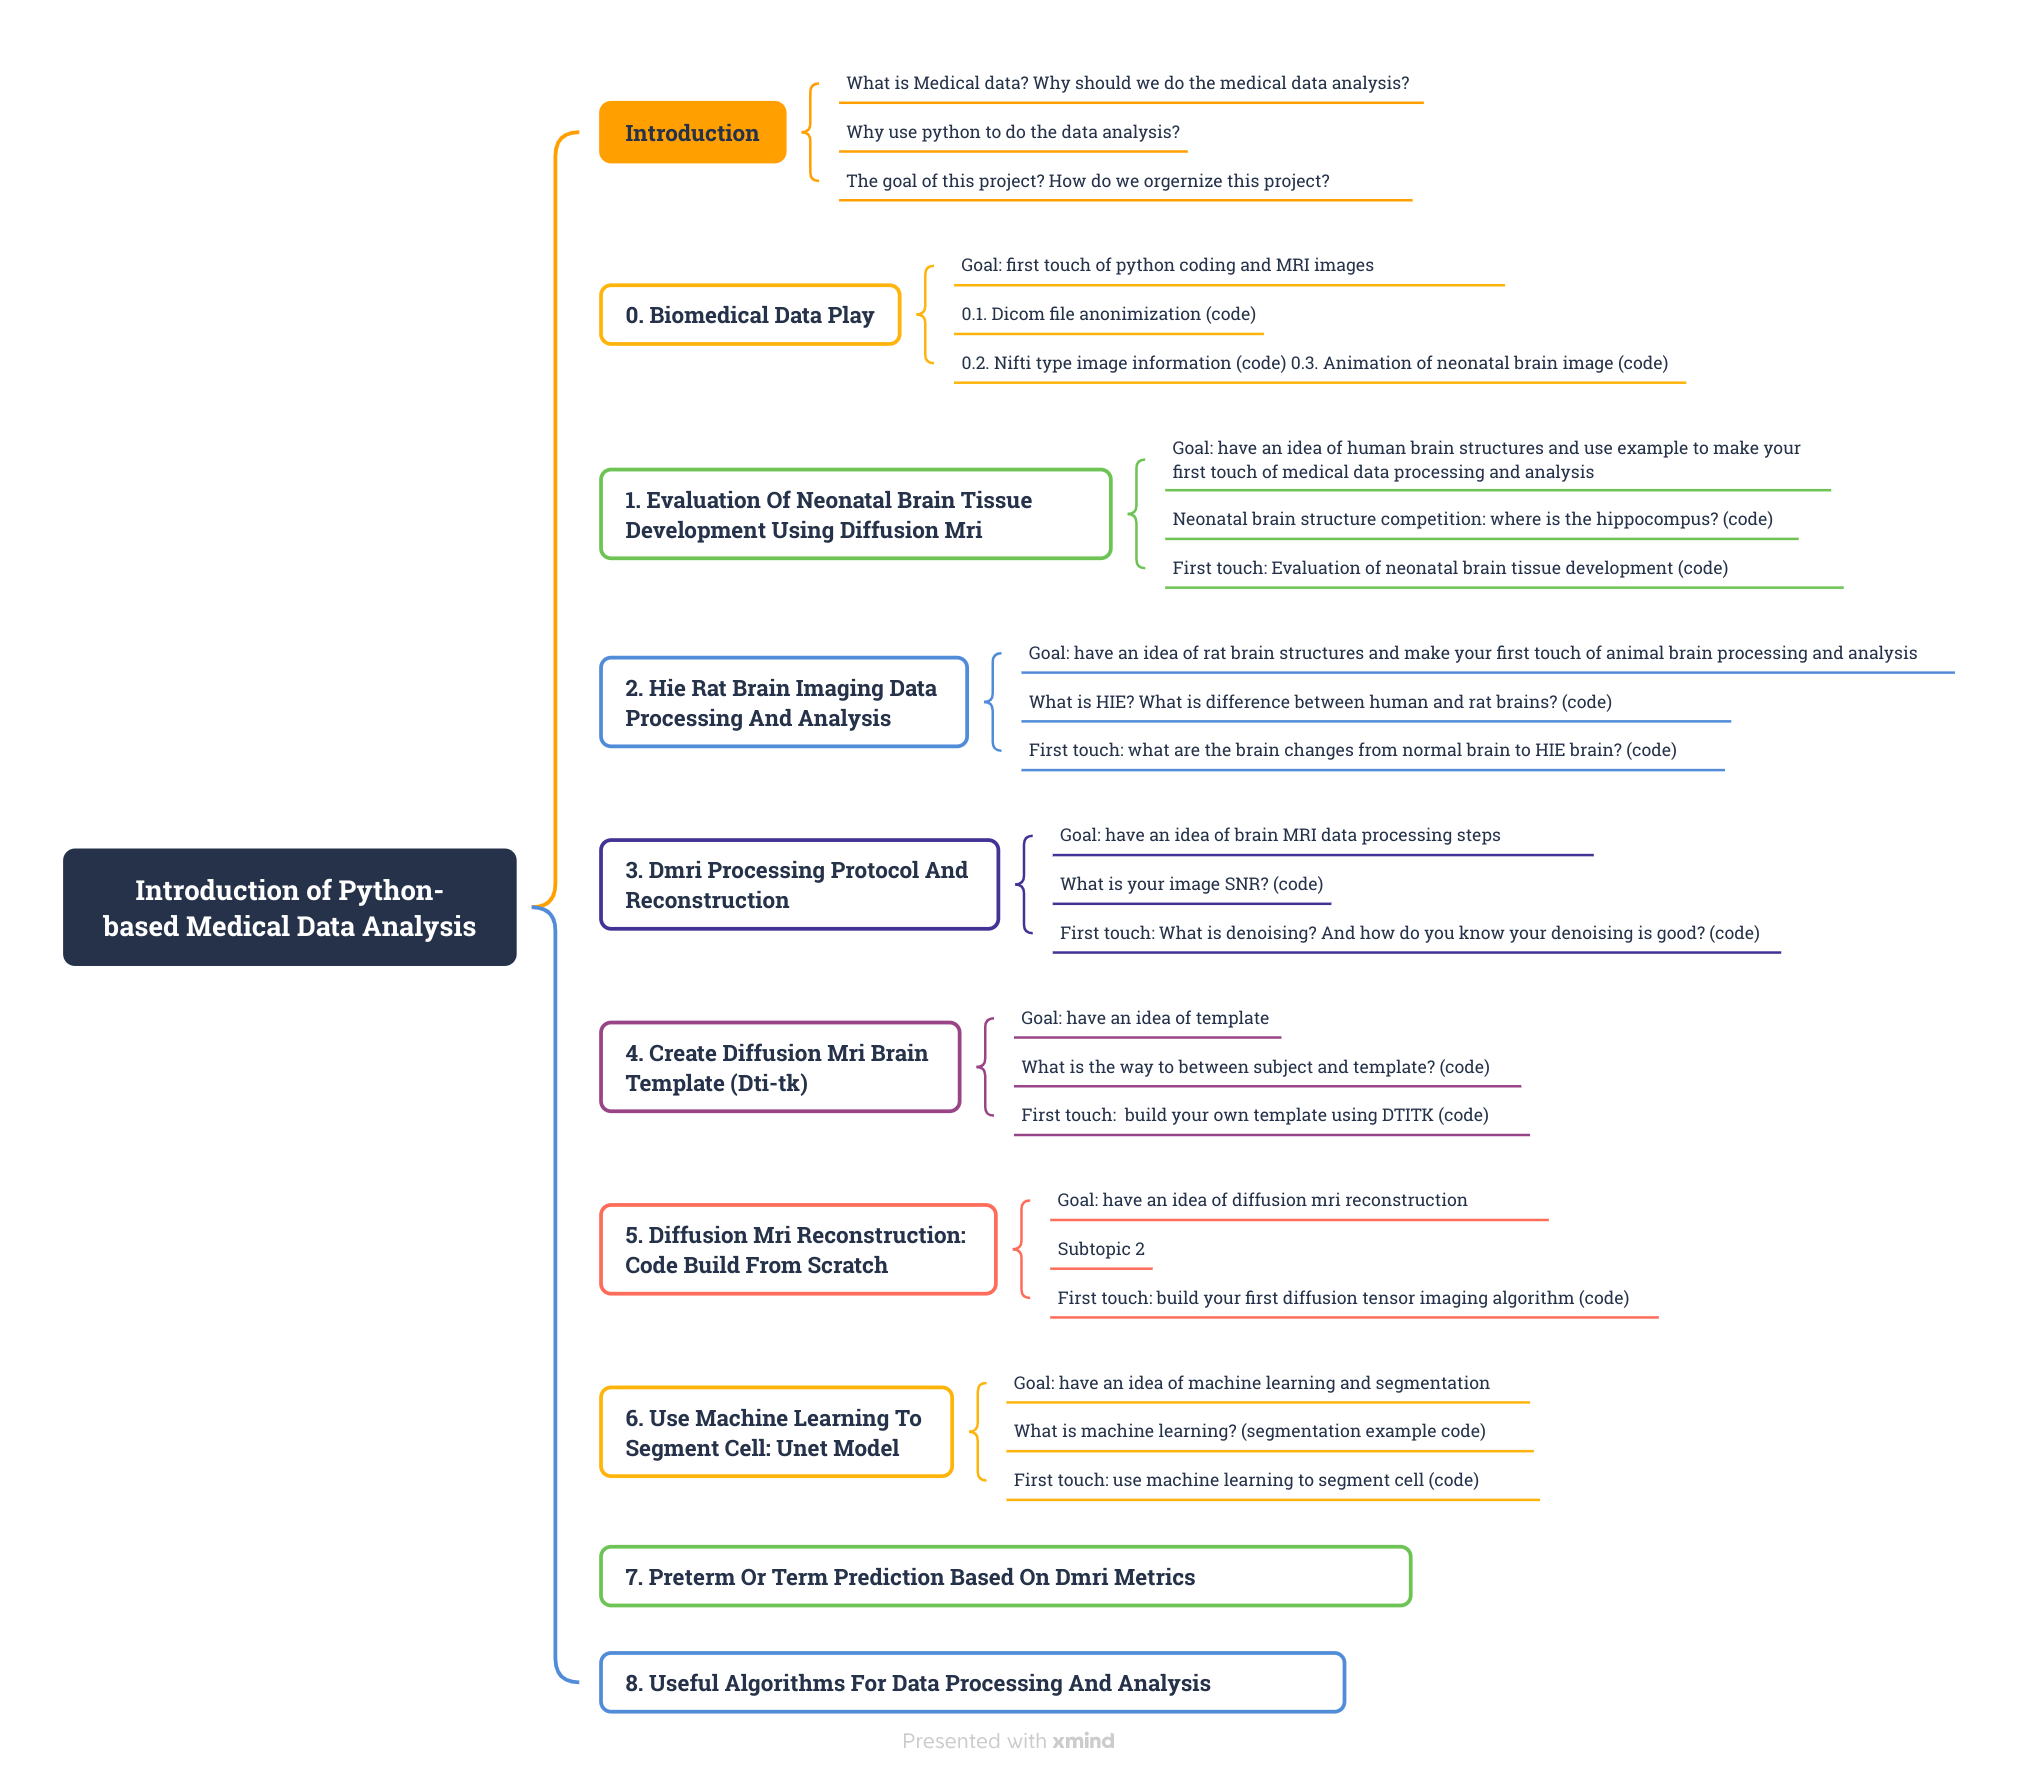 Introduction of Python-
based Medical Data Analysis
Introduction
What is Medical data? Why should we do the medical data analysis?
Why use python to do the data analysis?
The goal of this project? How do we orgernize this project?
0. Biomedical Data Play
Goal: first touch of python coding and MRI images
0.1. Dicom file anonimization (code)
0.2. Nifti type image information (code) 0.3. Animation of neonatal brain image (code)
1. Evaluation Of Neonatal Brain Tissue
Development Using Diffusion Mri
Goal: have an idea of human brain structures and use example to make your
first touch of medical data processing and analysis
Neonatal brain structure competition: where is the hippocompus? (code)
First touch: Evaluation of neonatal brain tissue development (code)
2. Hie Rat Brain Imaging Data
Processing And Analysis
Goal: have an idea of rat brain structures and make your first touch of animal brain processing and analysis
What is HIE? What is difference between human and rat brains? (code)
First touch: what are the brain changes from normal brain to HIE brain? (code)
3. Dmri Processing Protocol And
Reconstruction
Goal: have an idea of brain MRI data processing steps
What is your image SNR? (code)
First touch: What is denoising? And how do you know your denoising is good? (code)
4. Create Diffusion Mri Brain
Template (Dti-tk)
Goal: have an idea of template
What is the way to between subject and template? (code)
First touch:  build your own template using DTITK (code)
5. Diffusion Mri Reconstruction:
Code Build From Scratch
Goal: have an idea of diffusion mri reconstruction
Subtopic 2
First touch: build your first diffusion tensor imaging algorithm (code)
6. Use Machine Learning To
Segment Cell: Unet Model
Goal: have an idea of machine learning and segmentation
What is machine learning? (segmentation example code)
First touch: use machine learning to segment cell (code)
7. Preterm Or Term Prediction Based On Dmri Metrics
8. Useful Algorithms For Data Processing And Analysis
Presented with xmind